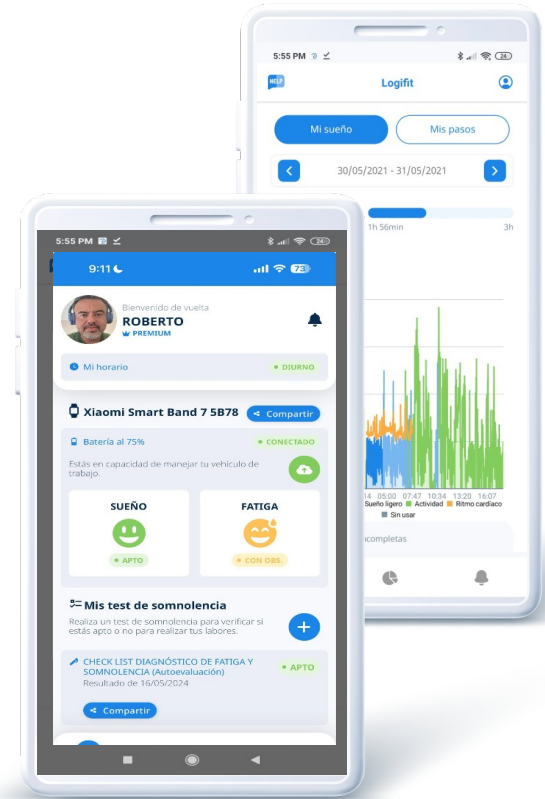 5:55 PM
24
HELP
Logifit
Mi sueño
Mis pasos
30/05/2021 - 31/05/2021
1h 56min
3h
14 05:00 07:47 10:34 13:20 16:07
Sueño ligero Actividad Ritmo cardíaco
Sin usar
ncompletas
5:55 PM
24
9:11
73
Bienvenido de vuelta
ROBERTO
PREMIUM
Mi horario
DIURNO
Xiaomi Smart Band 7 5B78
Compartir
Batería al 75%
CONECTADO
Estás en capacidad de manejar tu vehículo de
trabajo.
SUEÑO
FATIGA
APTO
CON OBS.
Mis test de somnolencia
Realiza un test de somnolencia para verificar si
estás apto o no para realizar tus labores.
CHECK LIST DIAGNÓSTICO DE FATIGA Y
SOMNOLENCIA (Autoevaluación)
APTO
Resultado de 16/05/2024
Compartir